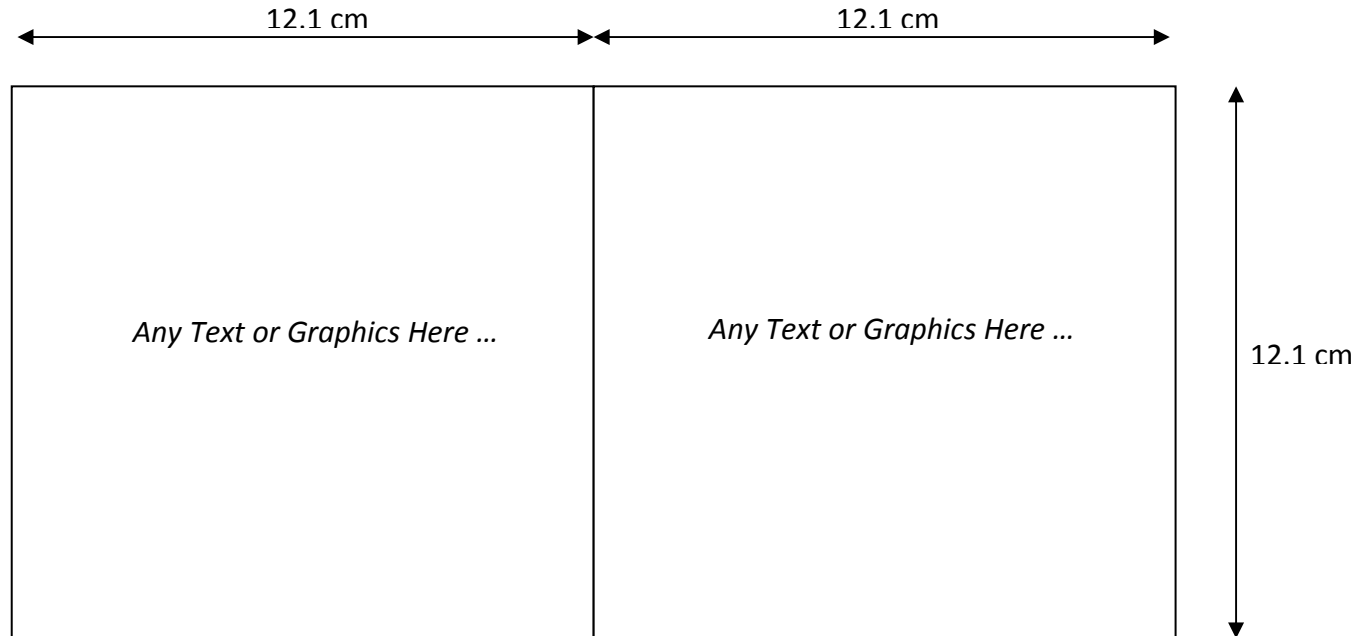 12.1 cm 12.1 cm
Any Text or Graphics Here ... Any Text or Graphics Here ...
12.1 cm